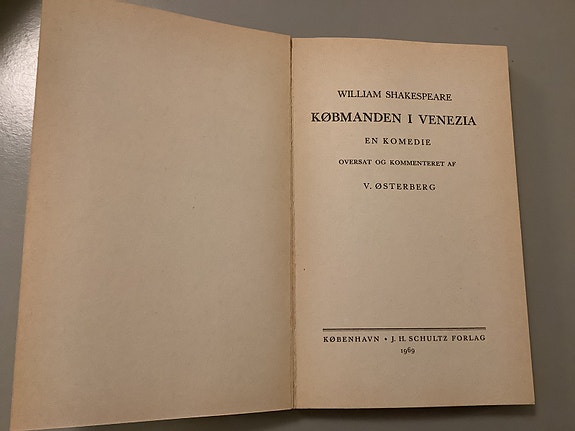 WILLIAM SHAKESPEARE
KØBMANDEN I VENEZIA
EN KOMEDIE
OVERSAT OG KOMMENTERET AF
V. ØSTERBERG
KØBENHAVN • J. H. SCHULTZ FORLAG
1969